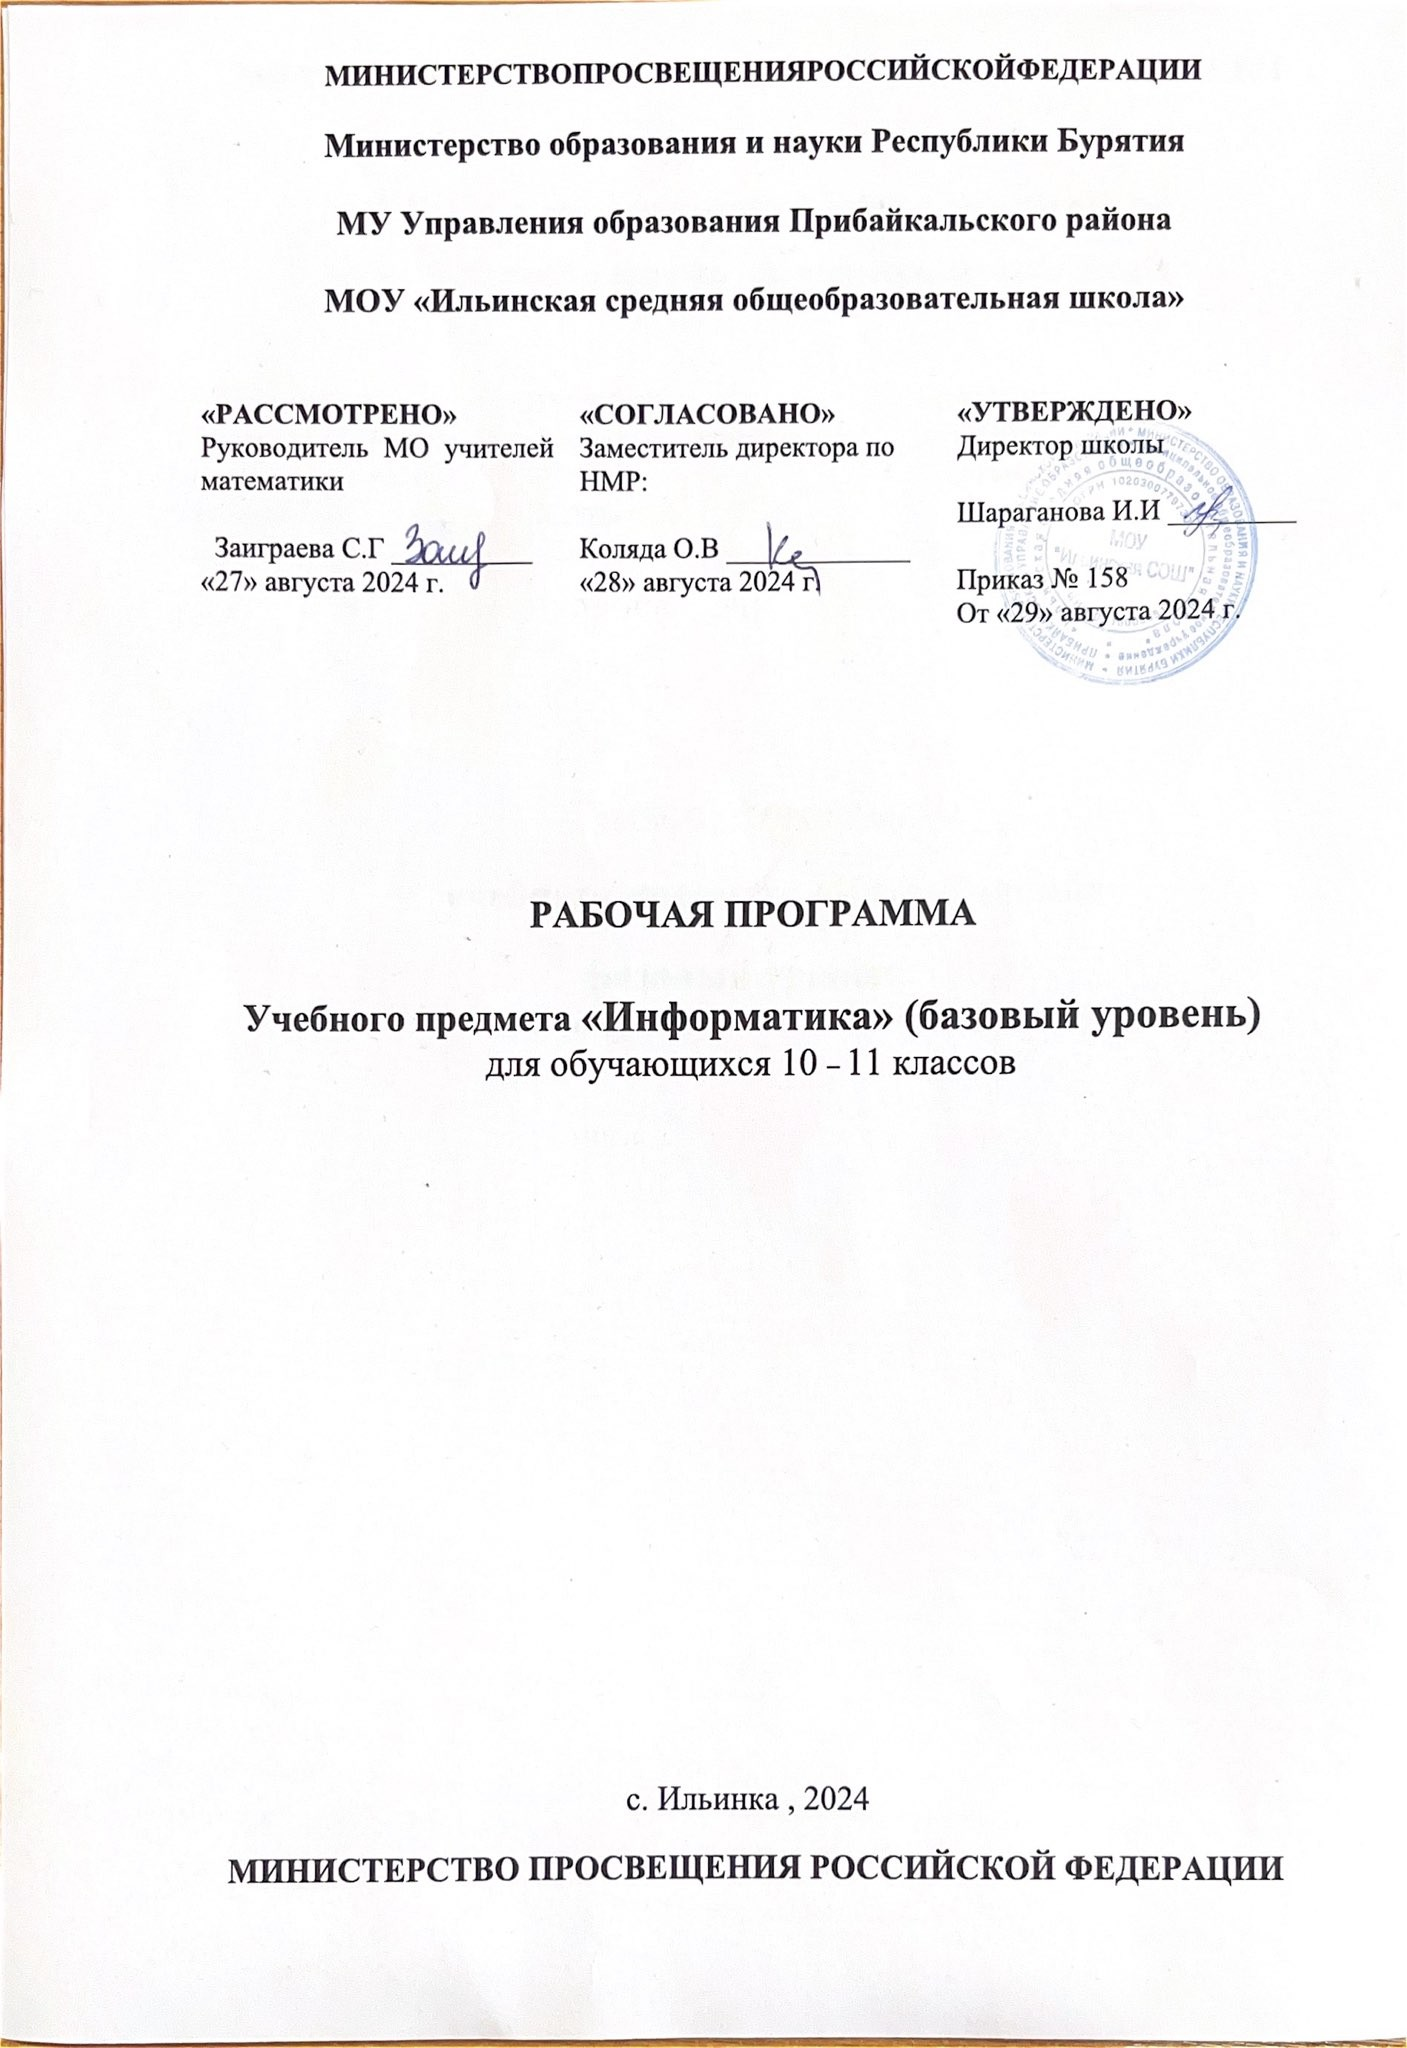 МИНИСТЕРСТВОПРОСВЕЩЕНИЯРОССИЙСКОЙФЕДЕРАЦИИ
Министерство образования и науки Республики Бурятия
МУ Управления образования Прибайкальского района
МОУ «Ильинская средняя общеобразовательная школа»
«РАССМОТРЕНО»
Руководитель МО учителей
математики
Заиграева С.Г
«27» августа 2024 г.
«СОГЛАСОВАНО»
Заместитель директора по
НМР:
Коляда О.В
«28» августа 2024 г
«УТВЕРЖДЕНО»
Директор школы
Шараганова И.И
Приказ № 158
От «29» августа 2024 г.
МОУ
"Ильинская СОШ"
РАБОЧАЯ ПРОГРАММА
Учебного предмета «Информатика» (базовый уровень)
для обучающихся 10 – 11 классов
с. Ильинка , 2024
МИНИСТЕРСТВО ПРОСВЕЩЕНИЯ РОССИЙСКОЙ ФЕДЕРАЦИИ